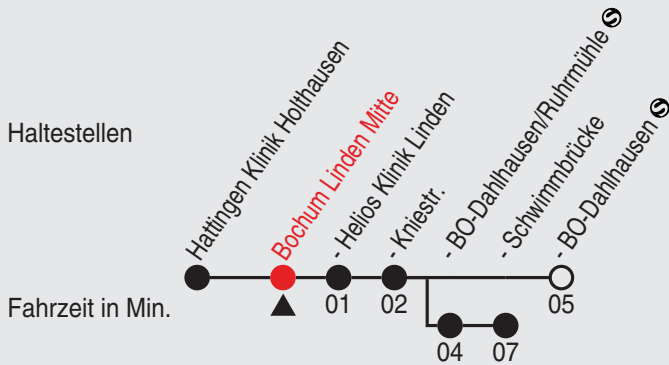 Haltestellen
Hattingen Klinik Holthausen
Bochum Linden Mitte
- Helios Klinik Linden
- Kniestr.
- BO-Dahlhausen/Ruhrmühle S
- Schwimmbrücke
- BO-Dahlhausen S
Fahrzeit in Min.
01
02
05
04
07